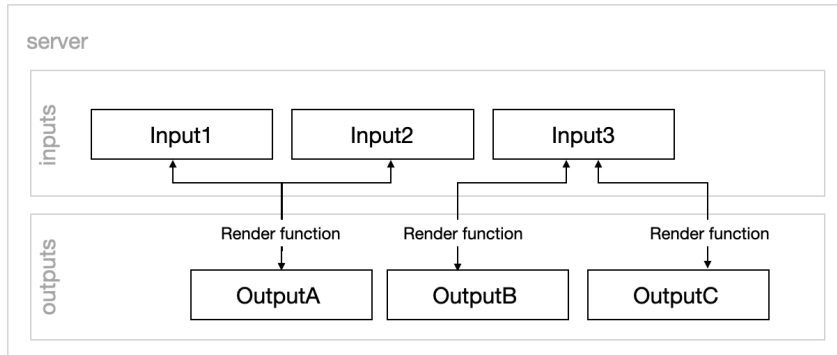 server
inputs
Input1
Input2
Input3
Render function
Render function
Render function
outputs
OutputA
OutputB
OutputC